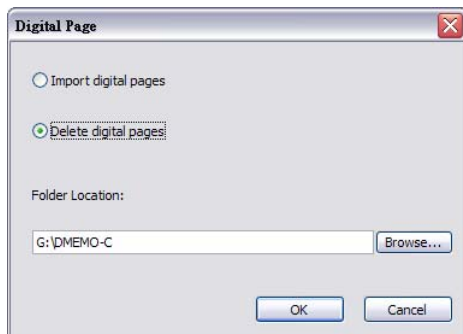 Digital Page
Import digital pages
Delete digital pages
Folder Location:
G:\DMEMO-C
Browse...
OK
Cancel